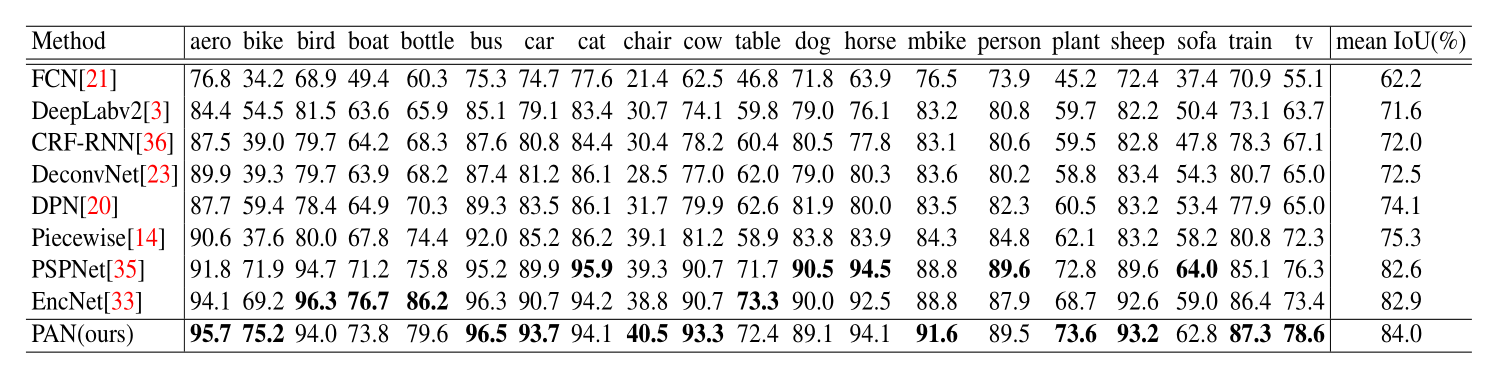 Method aero bike bird boat bottle bus car cat chair cow table dog horse mbike person plant sheep sofa train tv mean IoU(%)
FCN[21] 76.8 34.2 68.9 49.4 60.3 75.3 74.7 77.6 21.4 62.5 46.8 71.8 63.9 76.5 73.9 45.2 72.4 37.4 70.9 55.1 62.2
DeepLabv2[3] 84.4 54.5 81.5 63.6 65.9 85.1 79.1 83.4 30.7 74.1 59.8 79.0 76.1 83.2 80.8 59.7 82.2 50.4 73.1 63.7 71.6
CRF-RNN[36] 87.5 39.0 79.7 64.2 68.3 87.6 80.8 84.4 30.4 78.2 60.4 80.5 77.8 83.1 80.6 59.5 82.8 47.8 78.3 67.1 72.0
DeconvNet[23] 89.9 39.3 79.7 63.9 68.2 87.4 81.2 86.1 28.5 77.0 62.0 79.0 80.3 83.6 80.2 58.8 83.4 54.3 80.7 65.0 72.5
DPN[20] 87.7 59.4 78.4 64.9 70.3 89.3 83.5 86.1 31.7 79.9 62.6 81.9 80.0 83.5 82.3 60.5 83.2 53.4 77.9 65.0 74.1
Piecewise[14] 90.6 37.6 80.0 67.8 74.4 92.0 85.2 86.2 39.1 81.2 58.9 83.8 83.9 84.3 84.8 62.1 83.2 58.2 80.8 72.3 75.3
PSPNet[35] 91.8 71.9 94.7 71.2 75.8 95.2 89.9 95.9 39.3 90.7 71.7 90.5 94.5 88.8 89.6 72.8 89.6 64.0 85.1 76.3 82.6
EncNet[33] 94.1 69.2 96.3 76.7 86.2 96.3 90.7 94.2 38.8 90.7 73.3 90.0 92.5 88.8 87.9 68.7 92.6 59.0 86.4 73.4 82.9
PAN(ours) 95.7 75.2 94.0 73.8 79.6 96.5 93.7 94.1 40.5 93.3 72.4 89.1 94.1 91.6 89.5 73.6 93.2 62.8 87.3 78.6 84.0